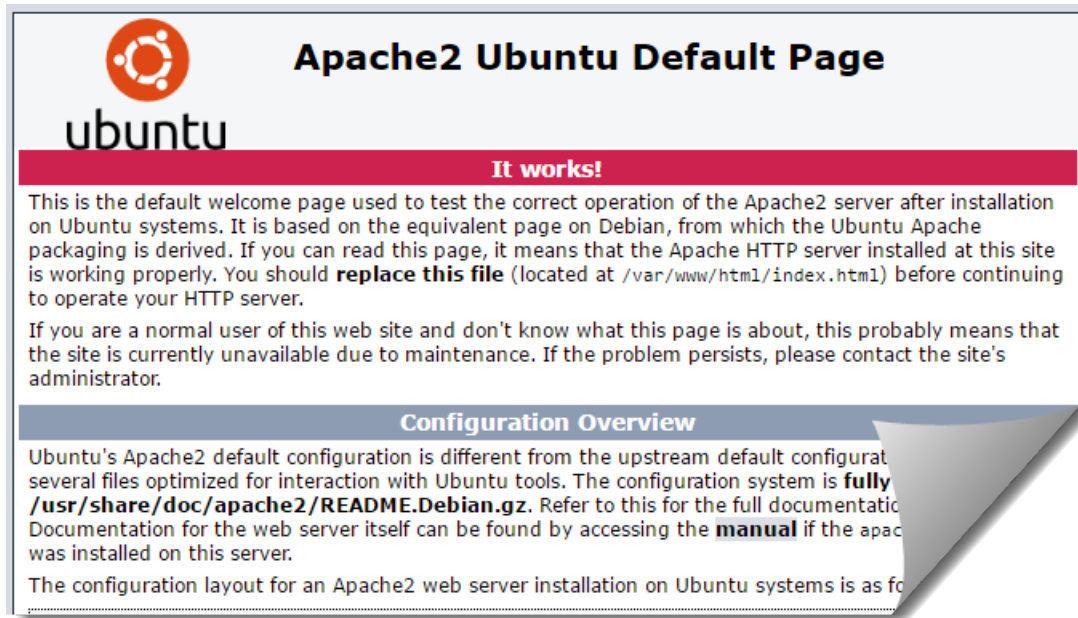 Apache2 Ubuntu Default Page
ubuntu
It works!
This is the default welcome page used to test the correct operation of the Apache2 server after installation
on Ubuntu systems. It is based on the equivalent page on Debian, from which the Ubuntu Apache
packaging is derived. If you can read this page, it means that the Apache HTTP server installed at this site
is working properly. You should replace this file (located at /var/www/html/index.html) before continuing
to operate your HTTP server.
If you are a normal user of this web site and don't know what this page is about, this probably means that
the site is currently unavailable due to maintenance. If the problem persists, please contact the site's
administrator.
Configuration Overview
Ubuntu's Apache2 default configuration is different from the upstream default
several files optimized for interaction with Ubuntu tools. The configuration system is fully
/usr/share/doc/apache2/README.Debian.gz. Refer to this for the full
Documentation for the web server itself can be found by accessing the manual if the
was installed on this server.
The configuration layout for an Apache2 web server installation on Ubuntu systems is as